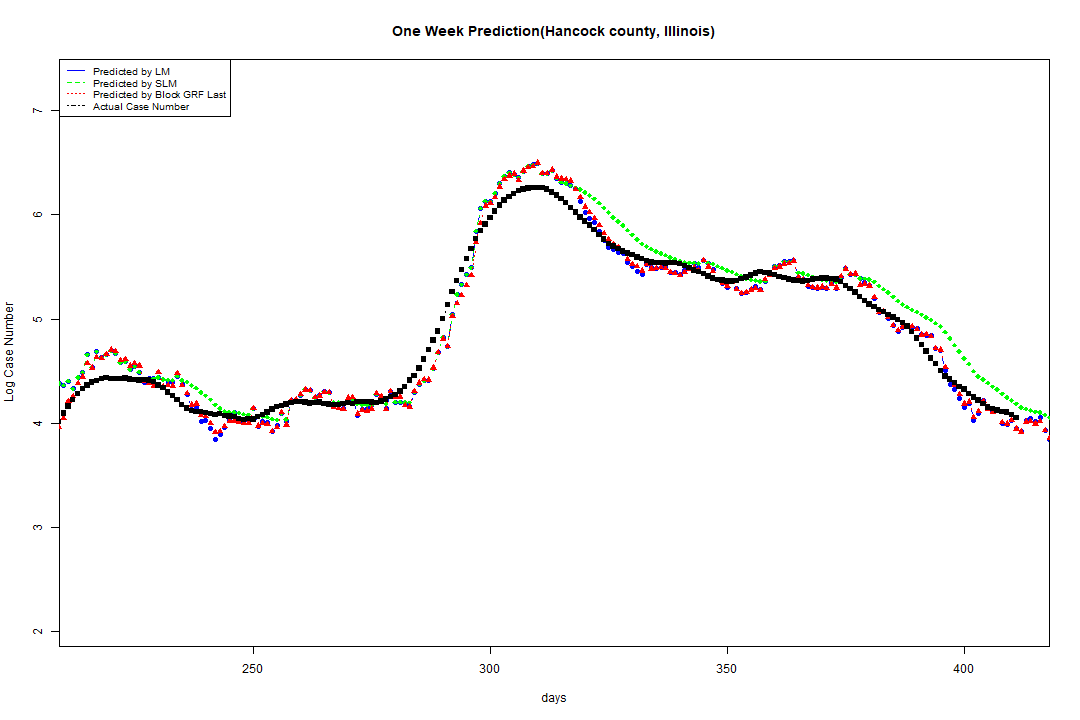 One Week Prediction(Hancock county, Illinois)
Predicted by LM
Predicted by SLM
Predicted by Block GRF Last
Actual Case Number
7
6
5
4
3
2
Log Case Number
250 300 350 400
days